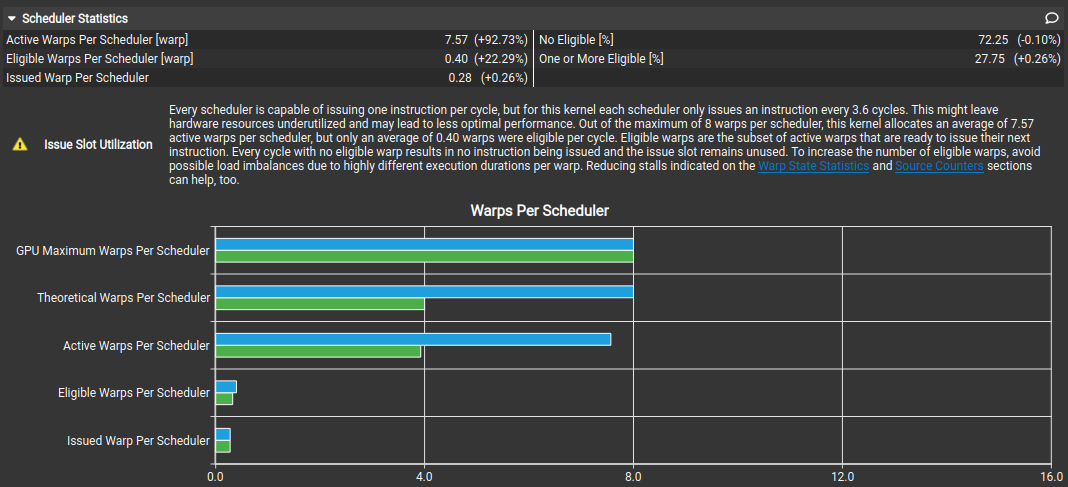 Scheduler Statistics
Active Warps Per Scheduler [warp] 7.57 (+92.73%) No Eligible [%] 72.25 (-0.10%)
Eligible Warps Per Scheduler [warp] 0.40 (+22.29%) One or More Eligible [%] 27.75 (+0.26%)
Issued Warp Per Scheduler 0.28 (+0.26%)
Every scheduler is capable of issuing one instruction per cycle, but for this kernel each scheduler only issues an instruction every 3.6 cycles. This might leave
hardware resources underutilized and may lead to less optimal performance. Out of the maximum of 8 warps per scheduler, this kernel allocates an average of 7.57
Issue Slot Utilization active warps per scheduler, but only an average of 0.40 warps were eligible per cycle. Eligible warps are the subset of active warps that are ready to issue their next
instruction. Every cycle with no eligible warp results in no instruction being issued and the issue slot remains unused. To increase the number of eligible warps, avoid
possible load imbalances due to highly different execution durations per warp. Reducing stalls indicated on the Warp State Statistics and Source Counters sections
can help, too.
Warps Per Scheduler
GPU Maximum Warps Per Scheduler
Theoretical Warps Per Scheduler
Active Warps Per Scheduler
Eligible Warps Per Scheduler
Issued Warp Per Scheduler
0.0 4.0 8.0 12.0 16.0